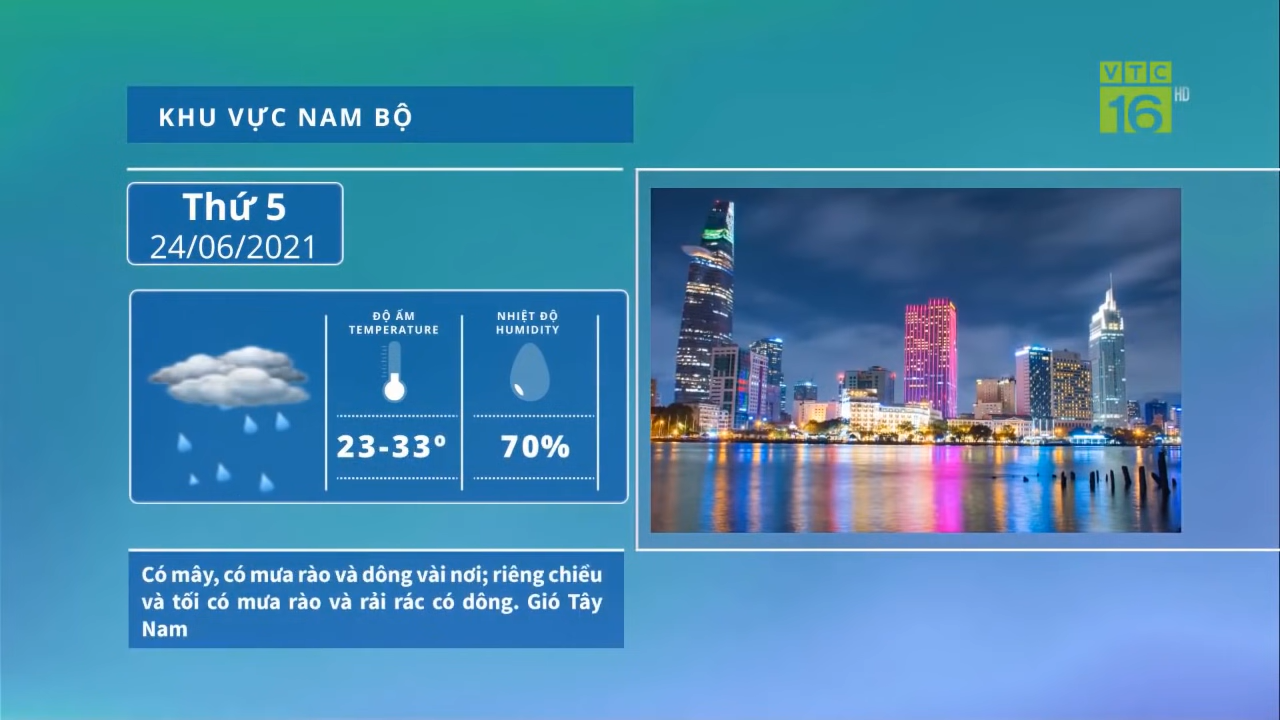 KHU VỰC NAM BỘ
VTC
16 HD
Thứ 5
24/06/2021
ĐỘ ẨM
TEMPERATURE
23-33º
NHIỆT ĐỘ
HUMIDITY
70%
Có mây, có mưa rào và dông vài nơi; riêng chiều
và tối có mưa rào và rải rác có dông. Gió Tây
Nam